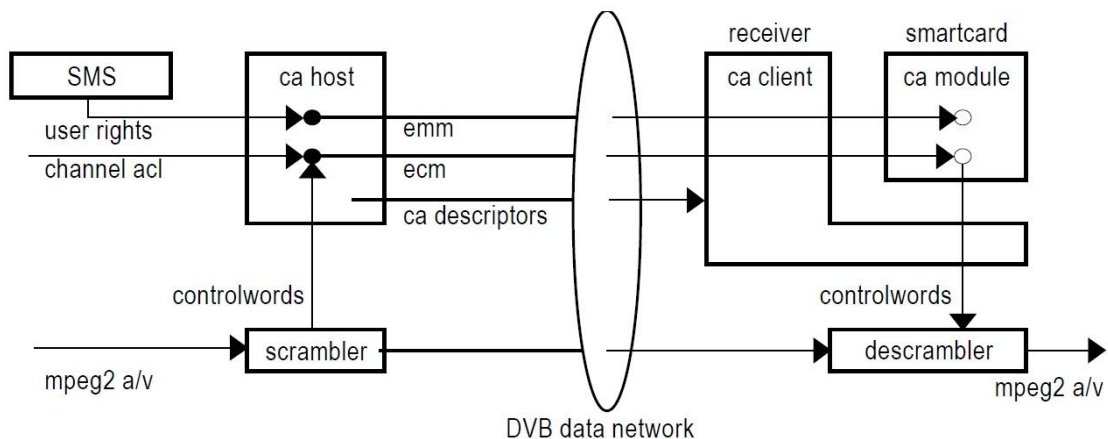 receiver
smartcard
SMS
ca host
ca client
ca module
user rights
emm
channel acl
ecm
ca descriptors
controlwords
controlwords
scrambler
descrambler
mpeg2 a/v
mpeg2 a/v
DVB data network